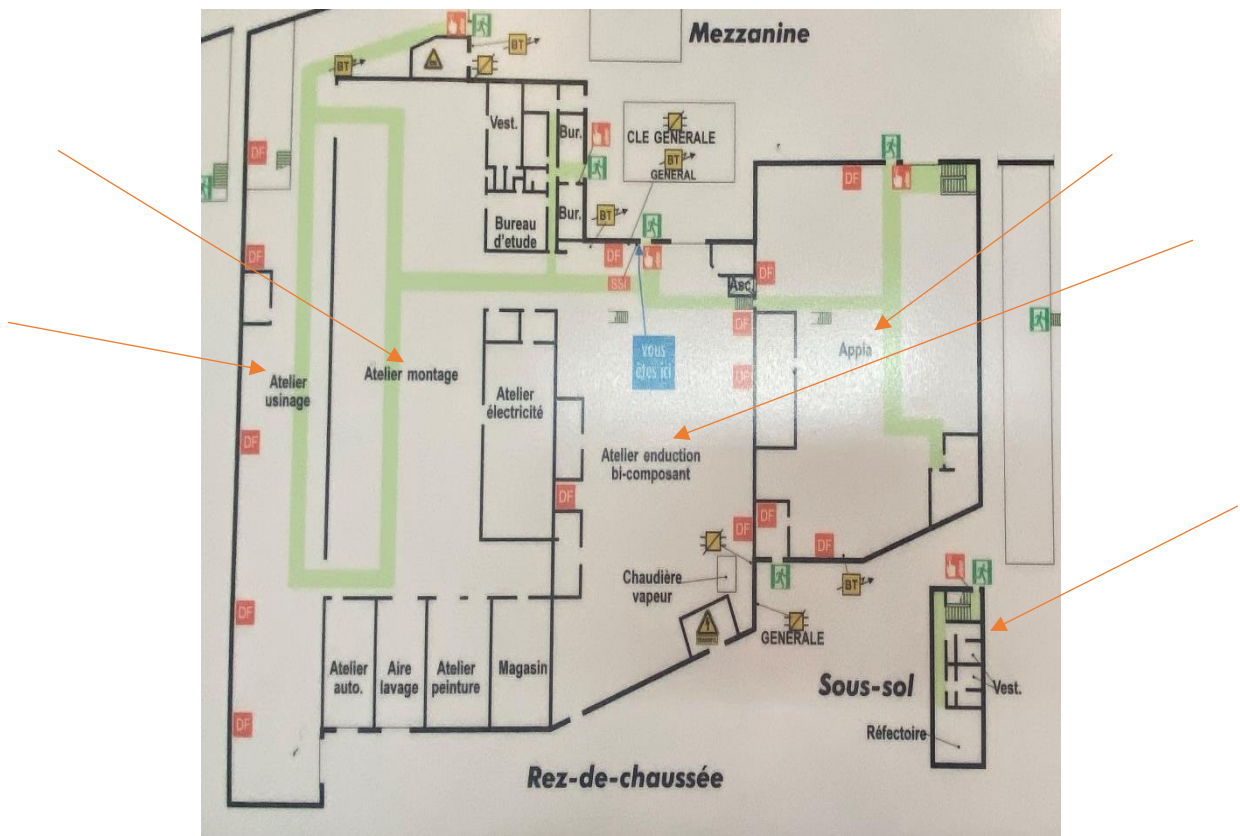 Mezzanine
BT
BT
Vest.
Bur.
CLE GENERALE
BT
GENERAL
DF
DF
Bur.
BT
Bureau
d'etude
DF
DF
DF
SSI
Asc
DF
vous
êtes ici
Appia
Atelier
usinage
Atelier montage
DF
Atelier
électricité
DF
Atelier enduction
bi-composant
DF
DF
DF
DF
Chaudière
vapeur
BT
DF
GENERALE
Atelier
auto.
Aire
lavage
Atelier
peinture
Magasin
Sous-sol
Vest.
DF
Réfectoire
Rez-de-chaussée